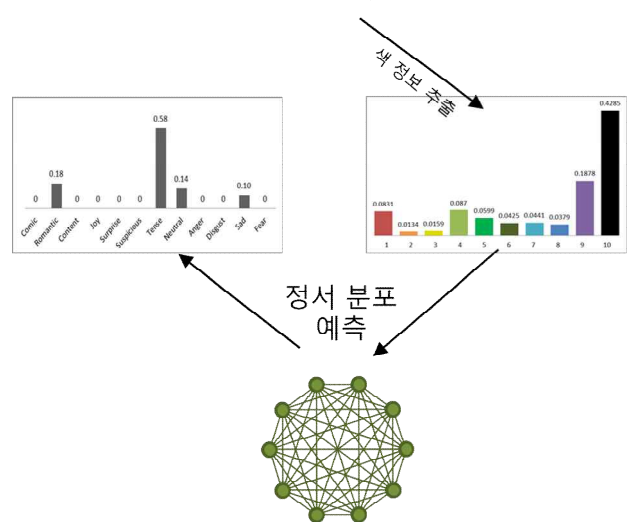 색 정보 추출
0.58
0.18
0.14
0.10
0 0 0 0 0 0 0 0
Comic Romantic Content Joy Surprise Suspicious Tense Neutral Anger Disgust Sad Fear
0.4285
0.1878
0.0831 0.0134 0.0159 0.087 0.0599 0.0425 0.0441 0.0379
1 2 3 4 5 6 7 8 9 10
정서 분포
예측